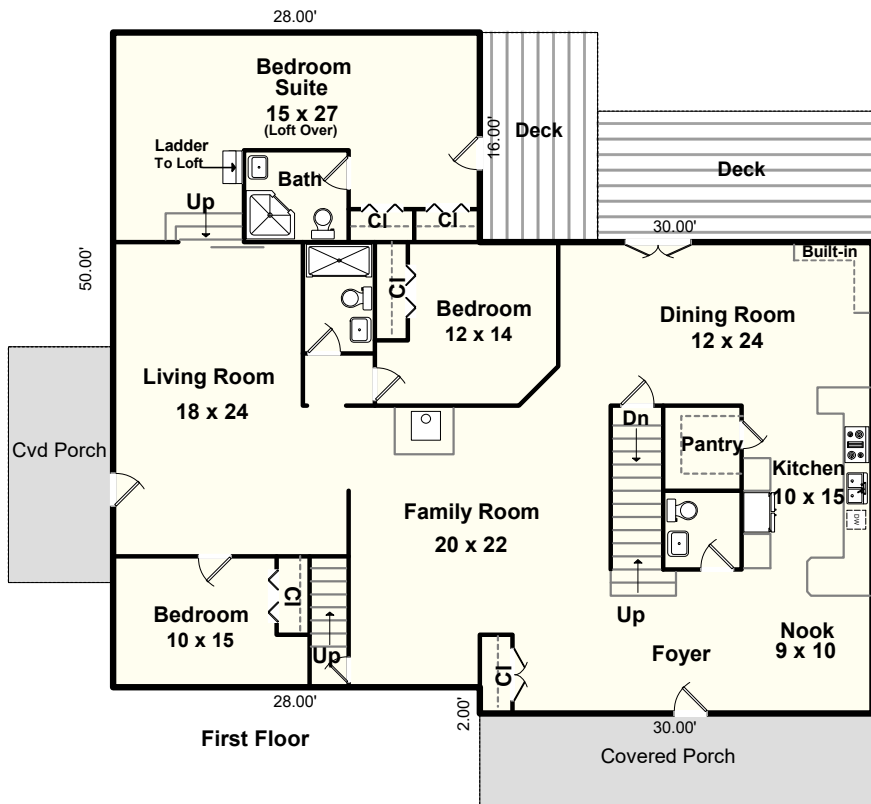 28.00'
Bedroom
Suite
15 x 27
(Loft Over)
Ladder
To Loft
Bath
Up
Cl
Cl
16.00'
Deck
Deck
30.00'
Built-in
50.00'
Cl
Bedroom
12 x 14
Dining Room
12 x 24
Living Room
18 x 24
Cvd Porch
Dn
Pantry
Kitchen
10 x 15
DW
Family Room
20 x 22
Bedroom
10 x 15
Cl
Up
Up
Foyer
Nook
9 x 10
Cl
28.00'
2.00'
30.00'
First Floor
Covered Porch